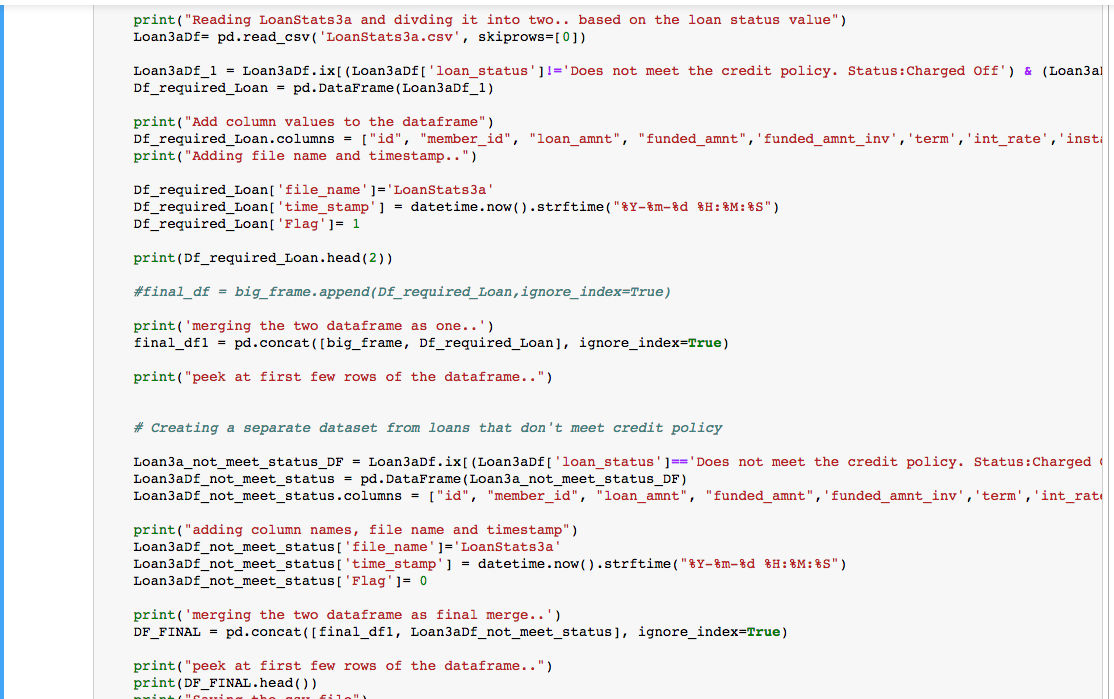 print("Reading LoanStats3a and divding it into two.. based on the loan status value")
Loan3aDf= pd.read_csv('LoanStats3a.csv', skiprows=[0])
Loan3aDf_1 = Loan3aDf.ix[(Loan3aDf['loan_status']!='Does not meet the credit policy. Status:Charged Off') & (Loan3a
Df_required_Loan = pd.DataFrame(Loan3aDf_1)
print("Add column values to the dataframe")
Df_required_Loan.columns = ["id", "member_id", "loan_amnt", "funded_amnt",'funded_amnt_inv','term','int_rate','insta
print("Adding file name and timestamp..")
Df_required_Loan['file_name']='LoanStats3a'
Df_required_Loan['time_stamp'] = datetime.now().strftime("%Y-%m-%d %H:%M:%S")
Df_required_Loan['Flag']= 1
print(Df_required_Loan.head(2))
#final_df = big_frame.append(Df_required_Loan,ignore_index=True)
print('merging the two dataframe as one..')
final_df1 = pd.concat([big_frame, Df_required_Loan], ignore_index=True)
print("peek at first few rows of the dataframe..")
# Creating a separate dataset from loans that don't meet credit policy
Loan3a_not_meet_status_DF = Loan3aDf.ix[(Loan3aDf['loan_status']=='Does not meet the credit policy. Status:Charged
Loan3aDf_not_meet_status = pd.DataFrame(Loan3a_not_meet_status_DF)
Loan3aDf_not_meet_status.columns = ["id", "member_id", "loan_amnt", "funded_amnt",'funded_amnt_inv','term','int_rate
print("adding column names, file name and timestamp")
Loan3aDf_not_meet_status['file_name']='LoanStats3a'
Loan3aDf_not_meet_status['time_stamp'] = datetime.now().strftime("%Y-%m-%d %H:%M:%S")
Loan3aDf_not_meet_status['Flag']= 0
print('merging the two dataframe as final merge..')
DF_FINAL = pd.concat([final_df1, Loan3aDf_not_meet_status], ignore_index=True)
print("peek at first few rows of the dataframe..")
print(DF_FINAL.head())
print("Saving the csv file")